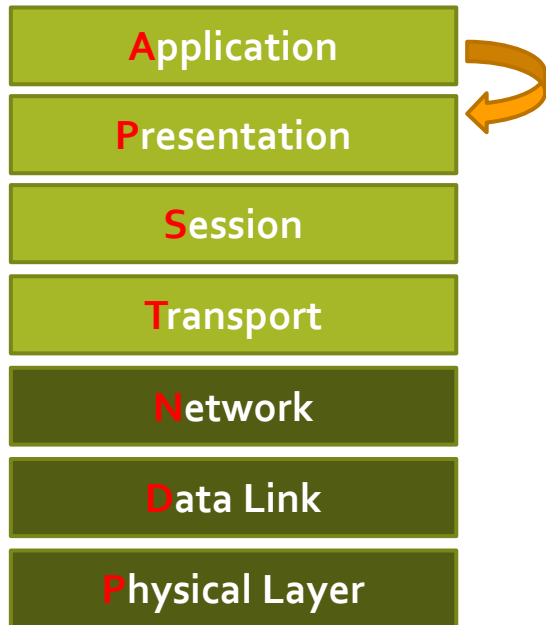 Application
Presentation
Session
Transport
Network
Data Link
Physical Layer